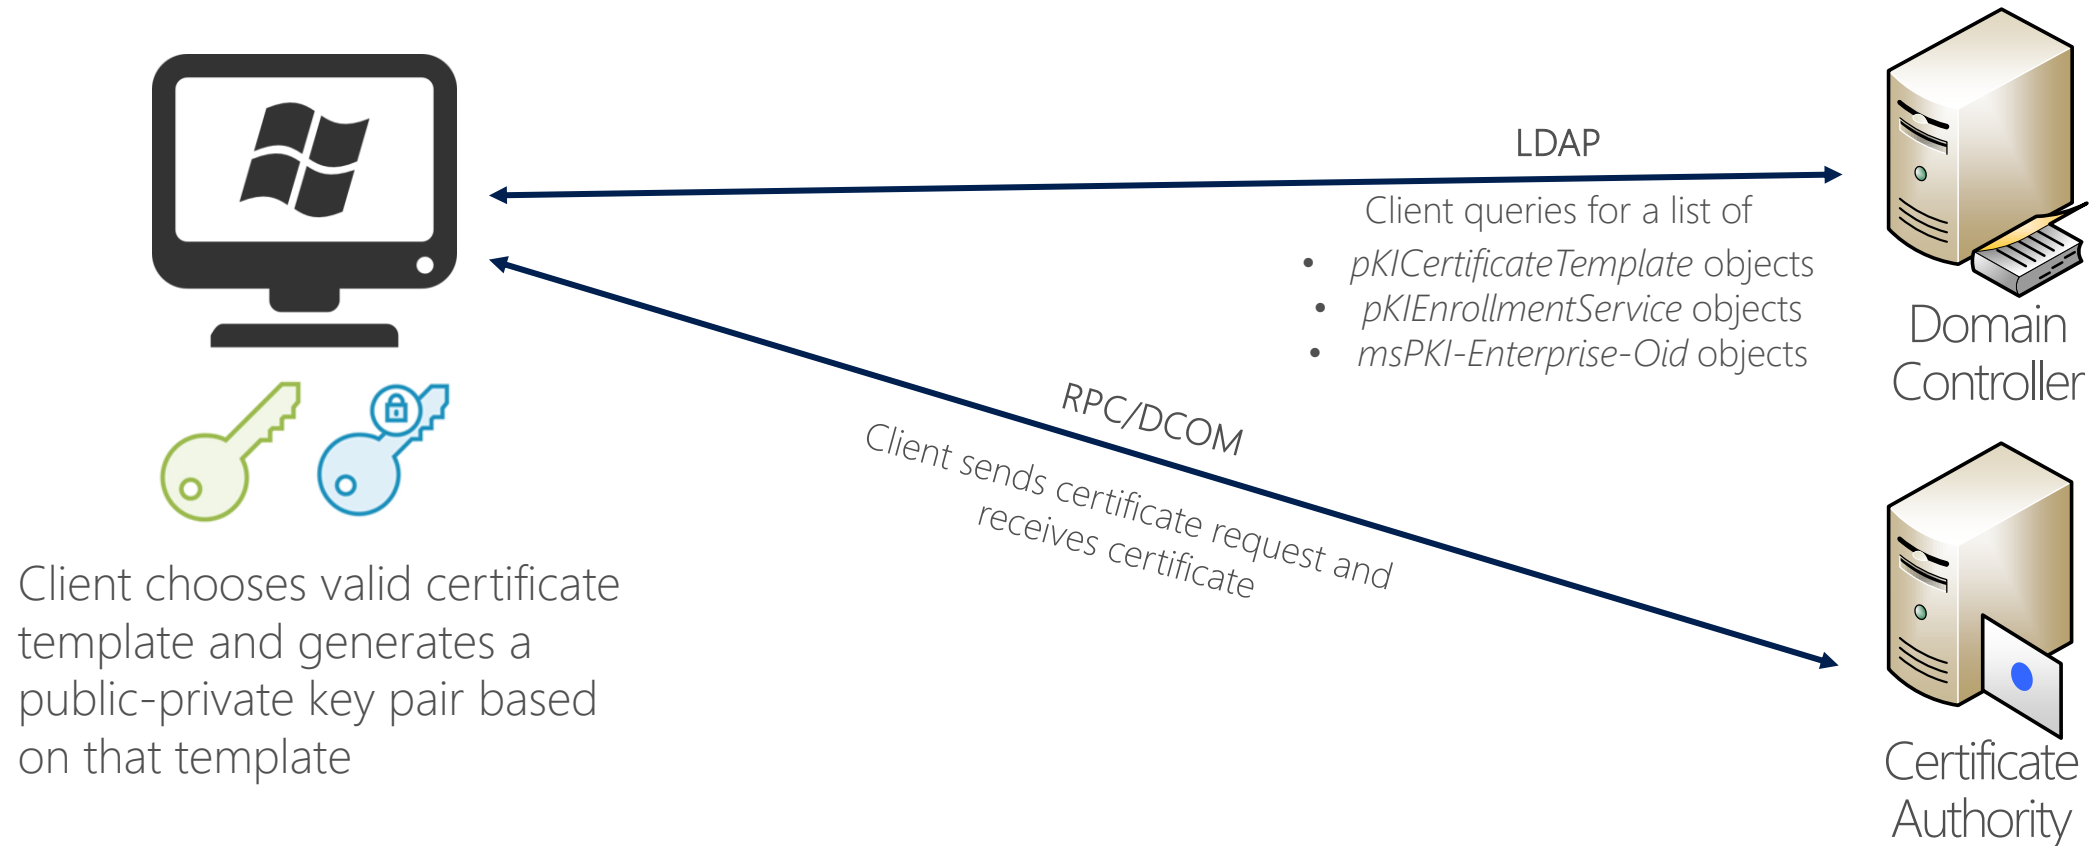 LDAP
Client queries for a list of
• pKICertificateTemplate objects
• pKIEnrollmentService objects
• msPKI-Enterprise-Oid objects
Domain
Controller
RPC/DCOM
Client sends certificate request and
receives certificate
Client chooses valid certificate
template and generates a
public-private key pair based
on that template
Certificate
Authority